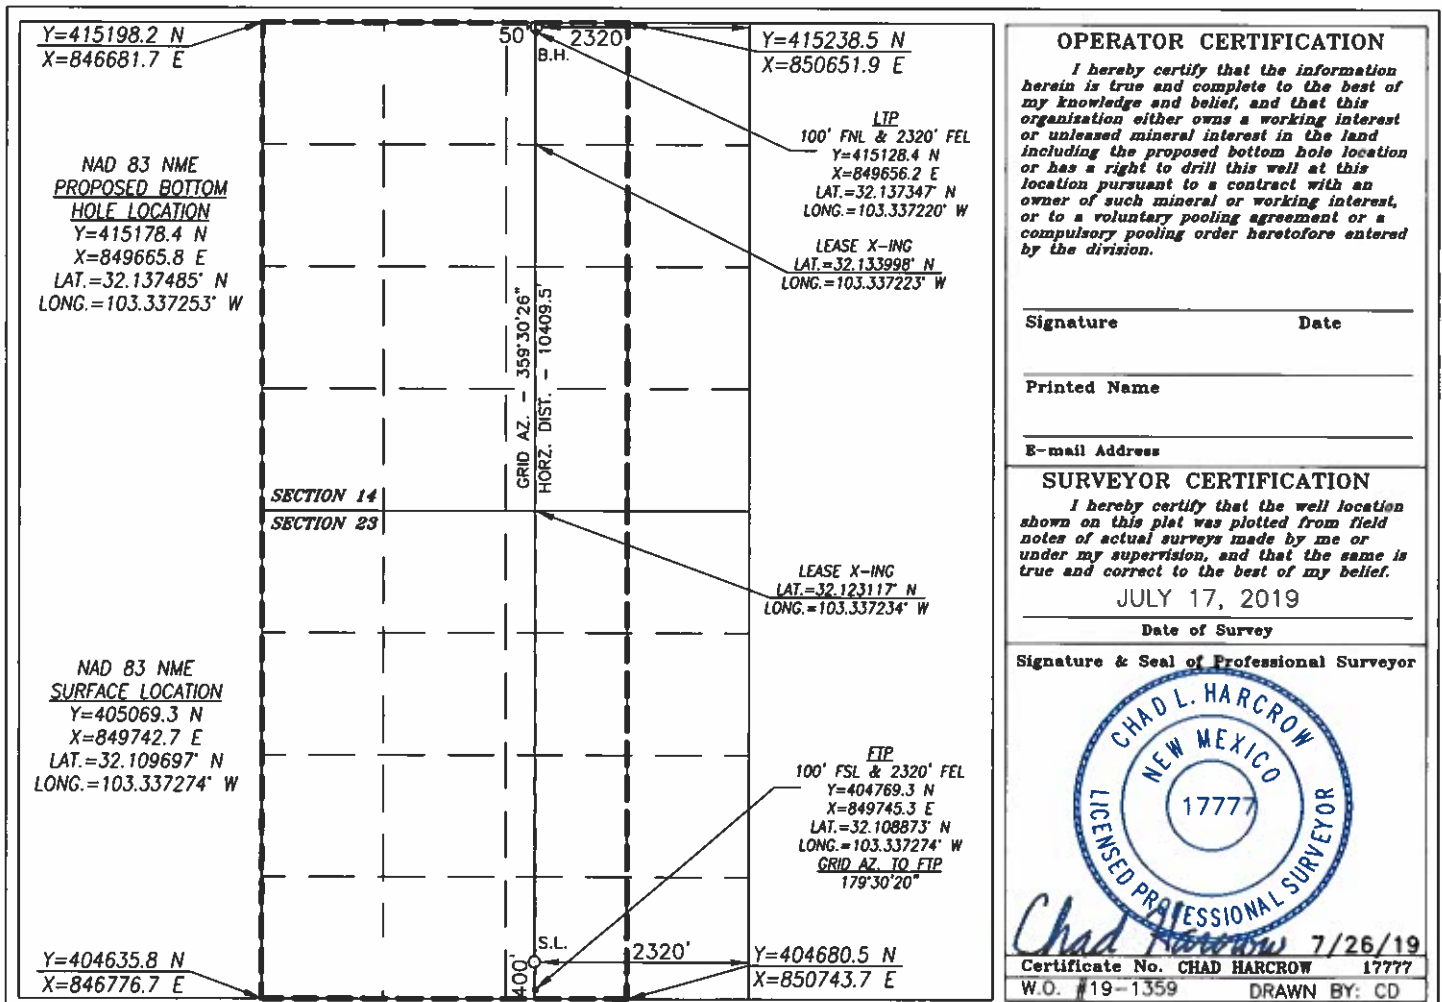 Y=415198.2 N
X=846681.7 E
50'
2320'
B.H.
Y=415238.5 N
X=850651.9 E
LTP
100' FNL & 2320' FEL
Y=415128.4 N
X=849656.2 E
LAT.=32.137347° N
LONG.=103.337220° W
NAD 83 NME
PROPOSED BOTTOM
HOLE LOCATION
Y=415178.4 N
X=849665.8 E
LAT.=32.137485° N
LONG.=103.337253° W
LEASE X-ING
LAT.=32.133998° N
LONG.=103.337223° W
GRID AZ. - 359°30'26"
HORZ. DIST. - 10409.5'
SECTION 14
SECTION 23
LEASE X-ING
LAT.=32.123117° N
LONG.=103.337234° W
NAD 83 NME
SURFACE LOCATION
Y=405069.3 N
X=849742.7 E
LAT.=32.109697° N
LONG.=103.337274° W
FTP
100' FSL & 2320' FEL
Y=404769.3 N
X=849745.3 E
LAT.=32.108873° N
LONG.=103.337274° W
GRID AZ. TO FTP
179°30'20"
S.L.
2320'
400'
Y=404635.8 N
X=846776.7 E
Y=404680.5 N
X=850743.7 E
OPERATOR CERTIFICATION
I hereby certify that the information
herein is true and complete to the best of
my knowledge and belief, and that this
organization either owns a working interest
or unleased mineral interest in the land
including the proposed bottom hole location
or has a right to drill this well at this
location pursuant to a contract with an
owner of such mineral or working interest,
or to a voluntary pooling agreement or a
compulsory pooling order heretofore entered
by the division.
Signature Date
Printed Name
E-mail Address
SURVEYOR CERTIFICATION
I hereby certify that the well location
shown on this plat was plotted from field
notes of actual surveys made by me or
under my supervision, and that the same is
true and correct to the best of my belief.
JULY 17, 2019
Date of Survey
Signature & Seal of Professional Surveyor
CHAD L. HARCROW
NEW MEXICO
17777
LICENSED PROFESSIONAL SURVEYOR
Chad Harcrow 7/26/19
Certificate No. CHAD HARCROW 17777
W.O. #19-1359 DRAWN BY: CD